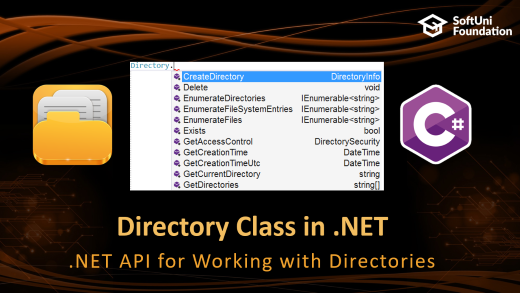 SoftUni
Foundation
Directory.
CreateDirectory DirectoryInfo
Delete void
EnumerateDirectories IEnumerable<string>
EnumerateFileSystemEntries IEnumerable<string>
EnumerateFiles IEnumerable<string>
Exists bool
GetAccessControl DirectorySecurity
GetCreationTime DateTime
GetCreationTimeUtc DateTime
GetCurrentDirectory string
GetDirectories string[]
C#
Directory Class in .NET
.NET API for Working with Directories